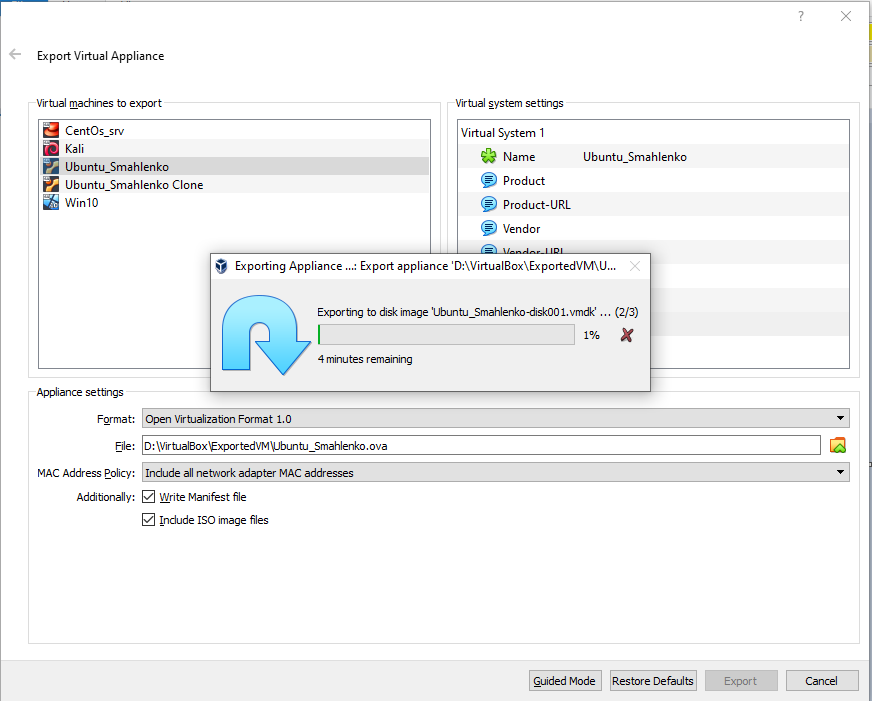 ?
Export Virtual Appliance
Virtual machines to export
CentOs_srv
Kali
Ubuntu_Smahlenko
Ubuntu_Smahlenko Clone
Win10
Virtual system settings
Virtual System 1
Name Ubuntu_Smahlenko
Product
Product-URL
Vendor
Vendor-URL
Exporting Appliance ...: Export appliance 'D:\VirtualBox\ExportedVM\U...
Exporting to disk image 'Ubuntu_Smahlenko-disk001.vmdk' ... (2/3)
1%
4 minutes remaining
Appliance settings
Format: Open Virtualization Format 1.0
File: D:\VirtualBox\ExportedVM\Ubuntu_Smahlenko.ova
MAC Address Policy: Include all network adapter MAC addresses
Additionally: Write Manifest file
Include ISO image files
Guided Mode Restore Defaults Export Cancel